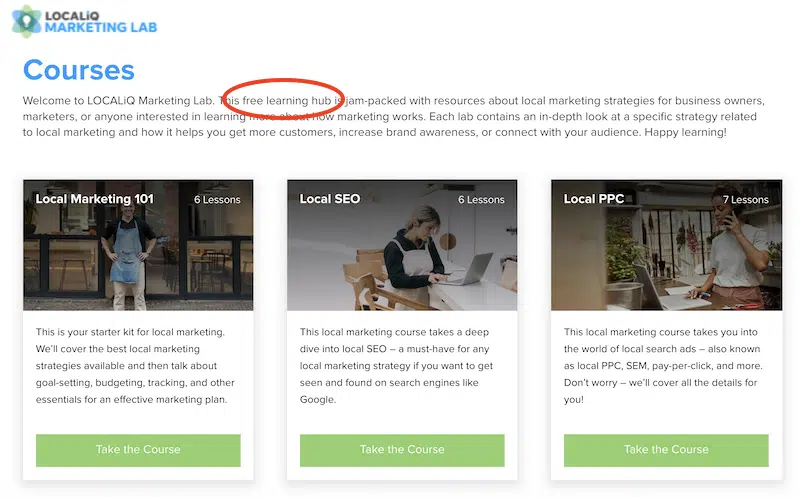 LOCALiQ
MARKETING LAB
Courses
Welcome to LOCALiQ Marketing Lab. This free learning hub is jam-packed with resources about local marketing strategies for business owners,
marketers, or anyone interested in learning more about how marketing works. Each lab contains an in-depth look at a specific strategy related
to local marketing and how it helps you get more customers, increase brand awareness, or connect with your audience. Happy learning!
Local Marketing 101
6 Lessons
This is your starter kit for local marketing.
We'll cover the best local marketing
strategies available and then talk about
goal-setting, budgeting, tracking, and other
essentials for an effective marketing plan.
Take the Course
Local SEO
6 Lessons
This local marketing course takes a deep
dive into local SEO – a must-have for any
local marketing strategy if you want to get
seen and found on search engines like
Google.
Take the Course
Local PPC
7 Lessons
This local marketing course takes you into
the world of local search ads – also known
as local PPC, SEM, pay-per-click, and more.
Don't worry – we'll cover all the details for
you!
Take the Course